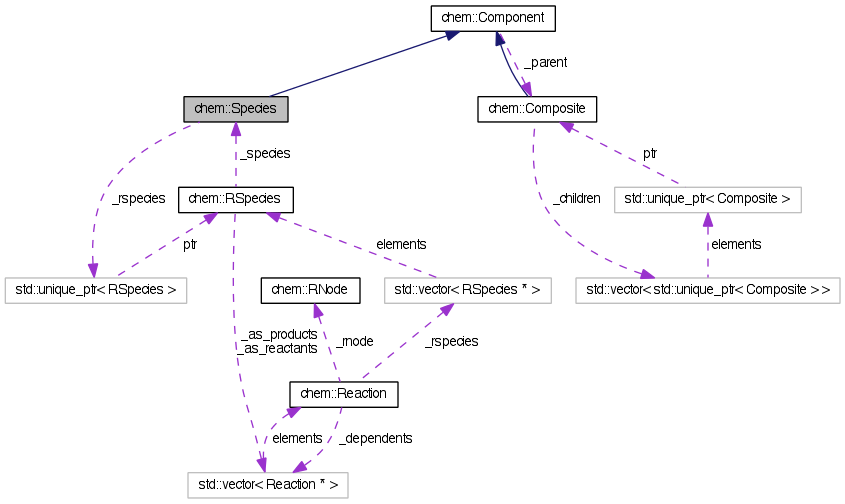 chem::Component
_parent
chem::Species
chem::Composite
_species
ptr
_rspecies
chem::RSpecies
_children
std::unique_ptr< Composite >
ptr
elements
elements
std::unique_ptr< RSpecies >
chem::RNode
std::vector< RSpecies * >
std::vector< std::unique_ptr< Composite > >
_as_products
_as_reactants
_rnode
_rspecies
chem::Reaction
elements
_dependents
std::vector< Reaction * >